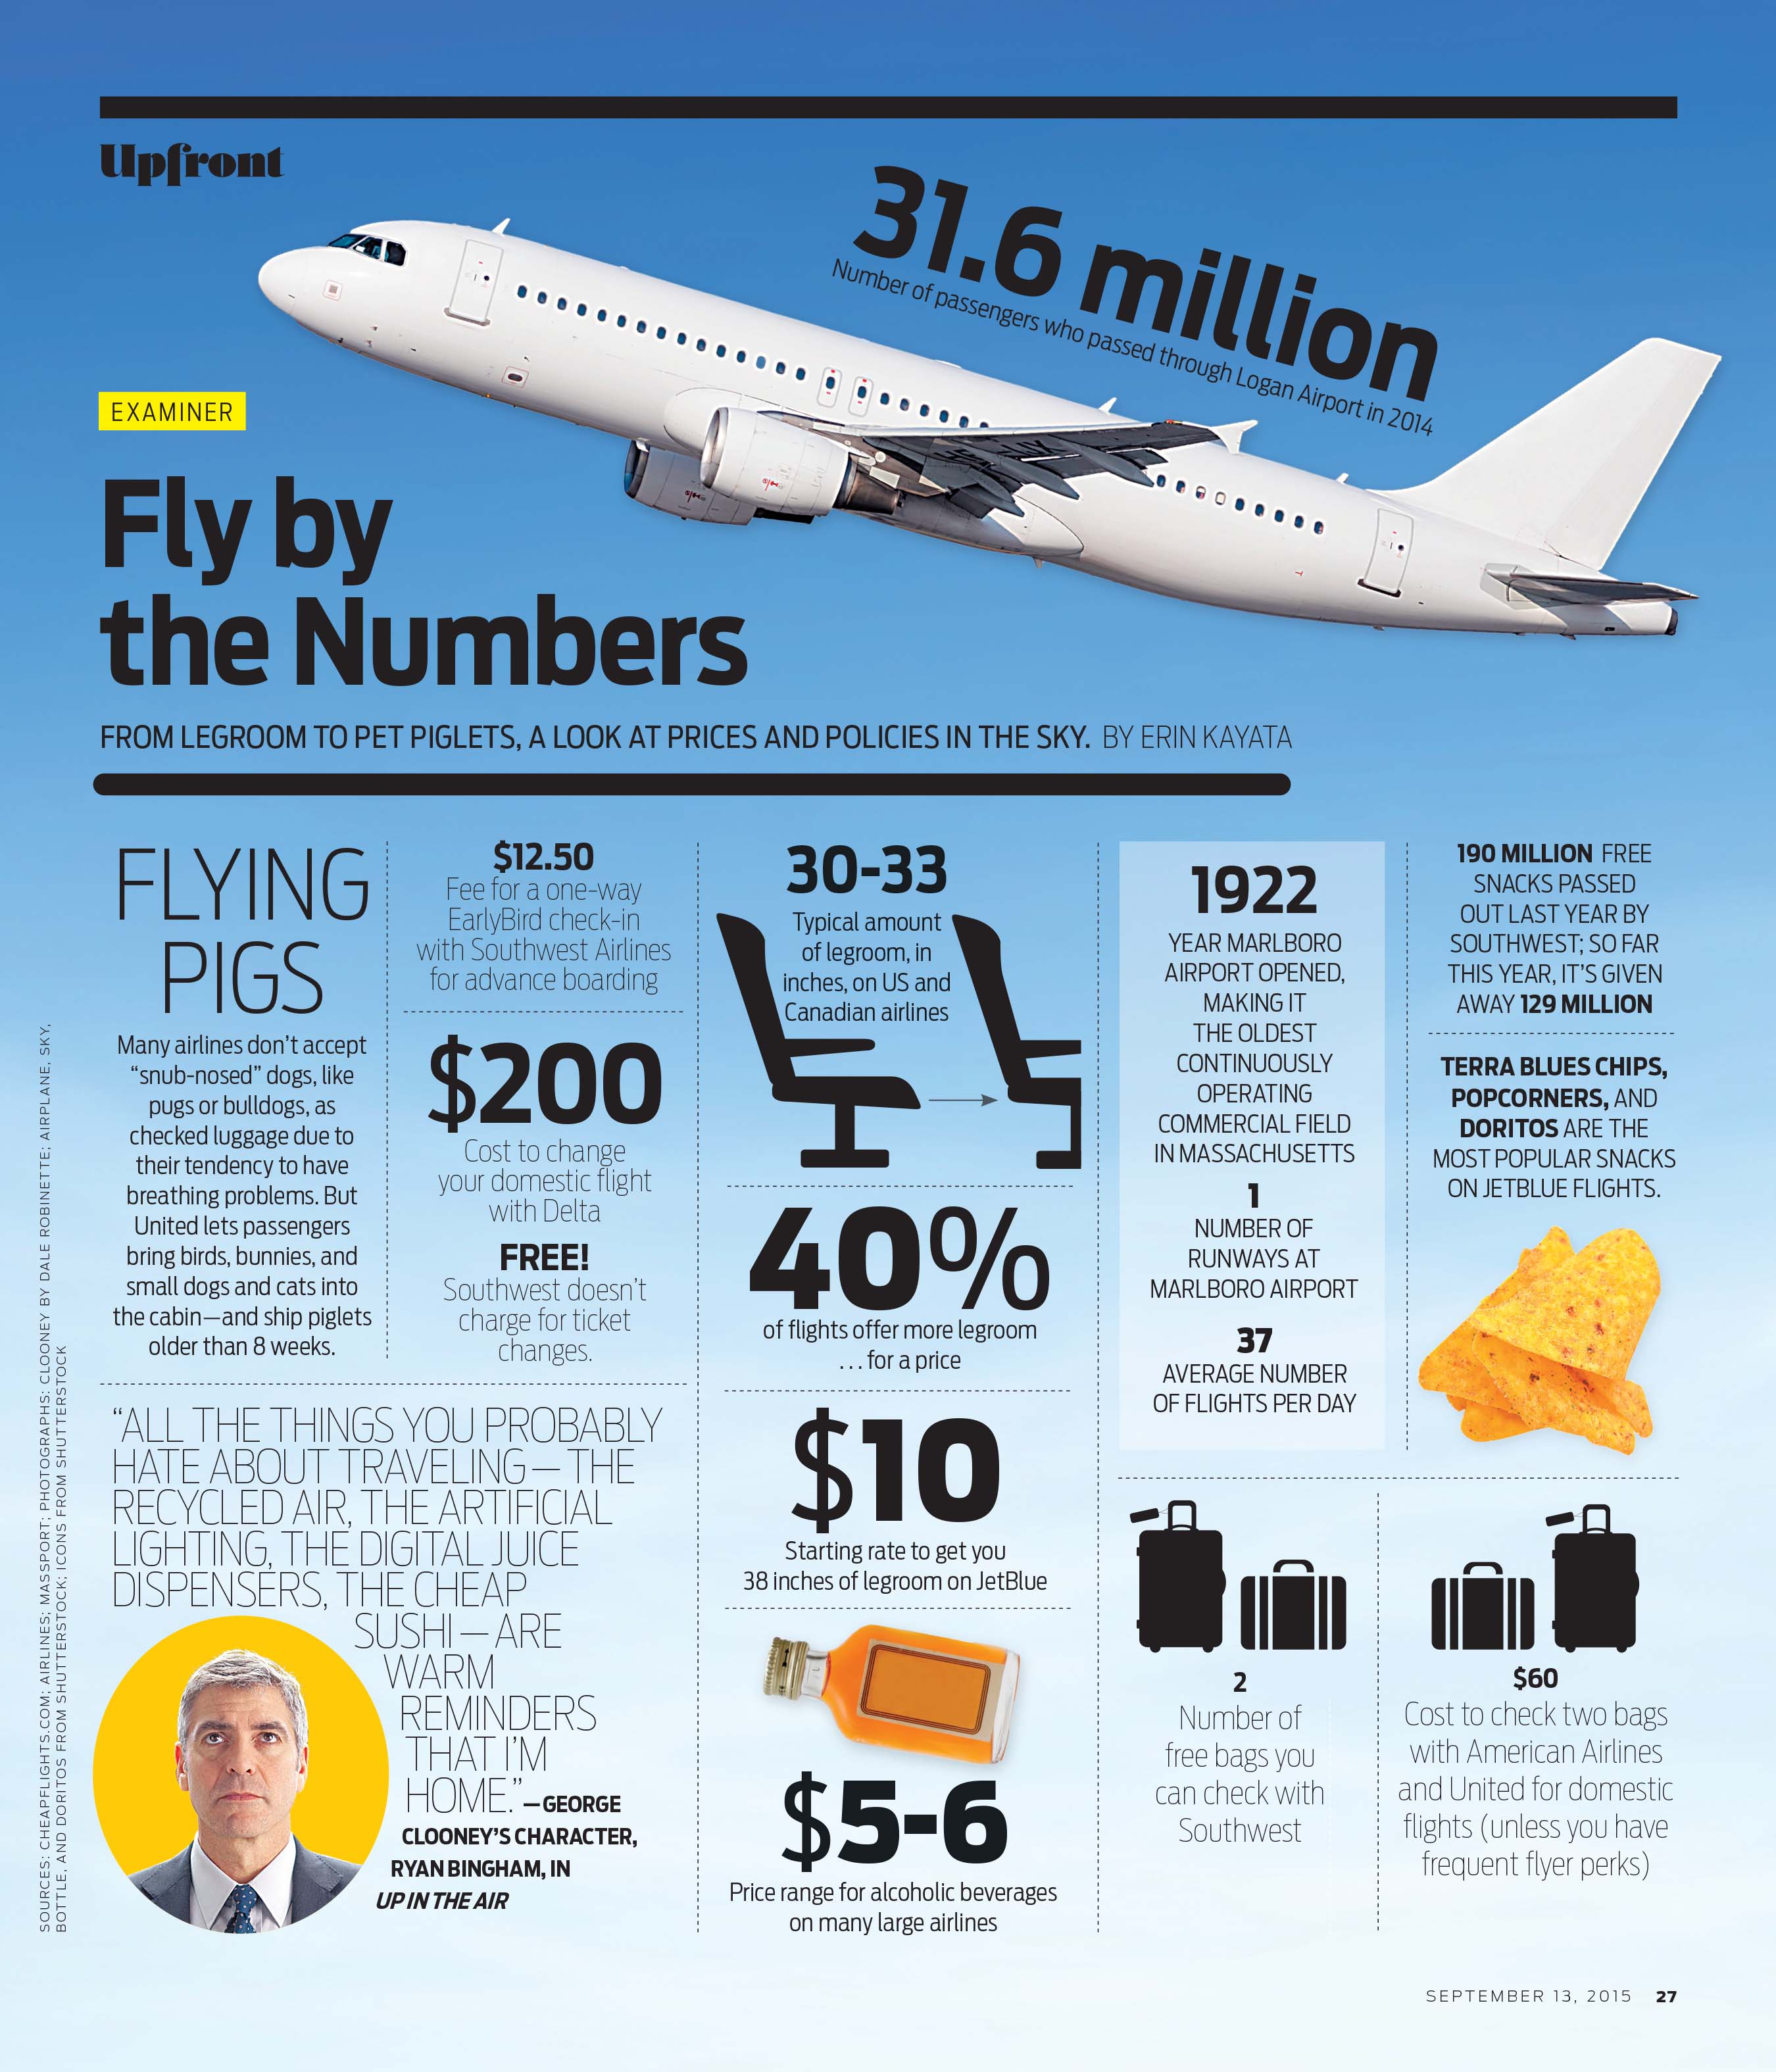 Upfront
31.6 million
Number of passengers who passed through Logan Airport in 2014
EXAMINER
Fly by
the Numbers
FROM LEGROOM TO PET PIGLETS, A LOOK AT PRICES AND POLICIES IN THE SKY. BY ERIN KAYATA
FLYING
PIGS
Many airlines don't accept
“snub-nosed” dogs, like
pugs or bulldogs, as
checked luggage due to
their tendency to have
breathing problems. But
United lets passengers
bring birds, bunnies, and
small dogs and cats into
the cabin—and ship piglets
older than 8 weeks.
$12.50
Fee for a one-way
EarlyBird check-in
with Southwest Airlines
for advance boarding
$200
Cost to change
your domestic flight
with Delta
FREE!
Southwest doesn't
charge for ticket
changes.
“ALL THE THINGS YOU PROBABLY
HATE ABOUT TRAVELING—THE
RECYCLED AIR, THE ARTIFICIAL
LIGHTING, THE DIGITAL JUICE
DISPENSERS, THE CHEAP
SUSHI—ARE
WARM
REMINDERS
THAT I'M
HOME.” —GEORGE
CLOONEY'S CHARACTER,
RYAN BINGHAM, IN
UP IN THE AIR
30-33
Typical amount
of legroom, in
inches, on US and
Canadian airlines
40%
of flights offer more legroom
...for a price
$10
Starting rate to get you
38 inches of legroom on JetBlue
$5-6
Price range for alcoholic beverages
on many large airlines
1922
YEAR MARLBORO
AIRPORT OPENED,
MAKING IT
THE OLDEST
CONTINUOUSLY
OPERATING
COMMERCIAL FIELD
IN MASSACHUSETTS
1
NUMBER OF
RUNWAYS AT
MARLBORO AIRPORT
37
AVERAGE NUMBER
OF FLIGHTS PER DAY
190 MILLION FREE
SNACKS PASSED
OUT LAST YEAR BY
SOUTHWEST; SO FAR
THIS YEAR, IT'S GIVEN
AWAY 129 MILLION
TERRA BLUES CHIPS,
POPCORNERS, AND
DORITOS ARE THE
MOST POPULAR SNACKS
ON JETBLUE FLIGHTS.
2
Number of
free bags you
can check with
Southwest
$60
Cost to check two bags
with American Airlines
and United for domestic
flights (unless you have
frequent flyer perks)
SOURCES: CHEAPFLIGHTS.COM; AIRLINES; MASSPORT; PHOTOGRAPHS: CLOONEY BY DALE ROBINETTE; AIRPLANE, SKY,
BOTTLE, AND DORITOS FROM SHUTTERSTOCK; ICONS FROM SHUTTERSTOCK
SEPTEMBER 13, 2015 27